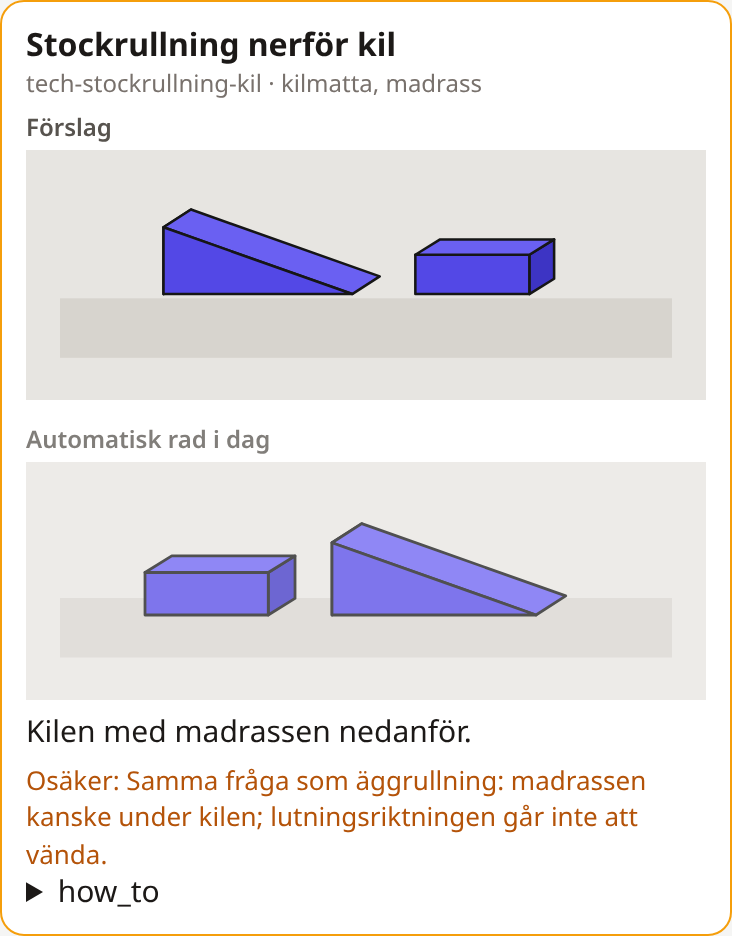 Stockrullning nerför kil
tech-stockrullning-kil · kilmatta, madrass
Förslag
Automatisk rad i dag
Kilen med madrassen nedanför.
Osäker: Samma fråga som äggrullning: madrassen
kanske under kilen; lutningsriktningen går inte att
vända.
▶ how_to